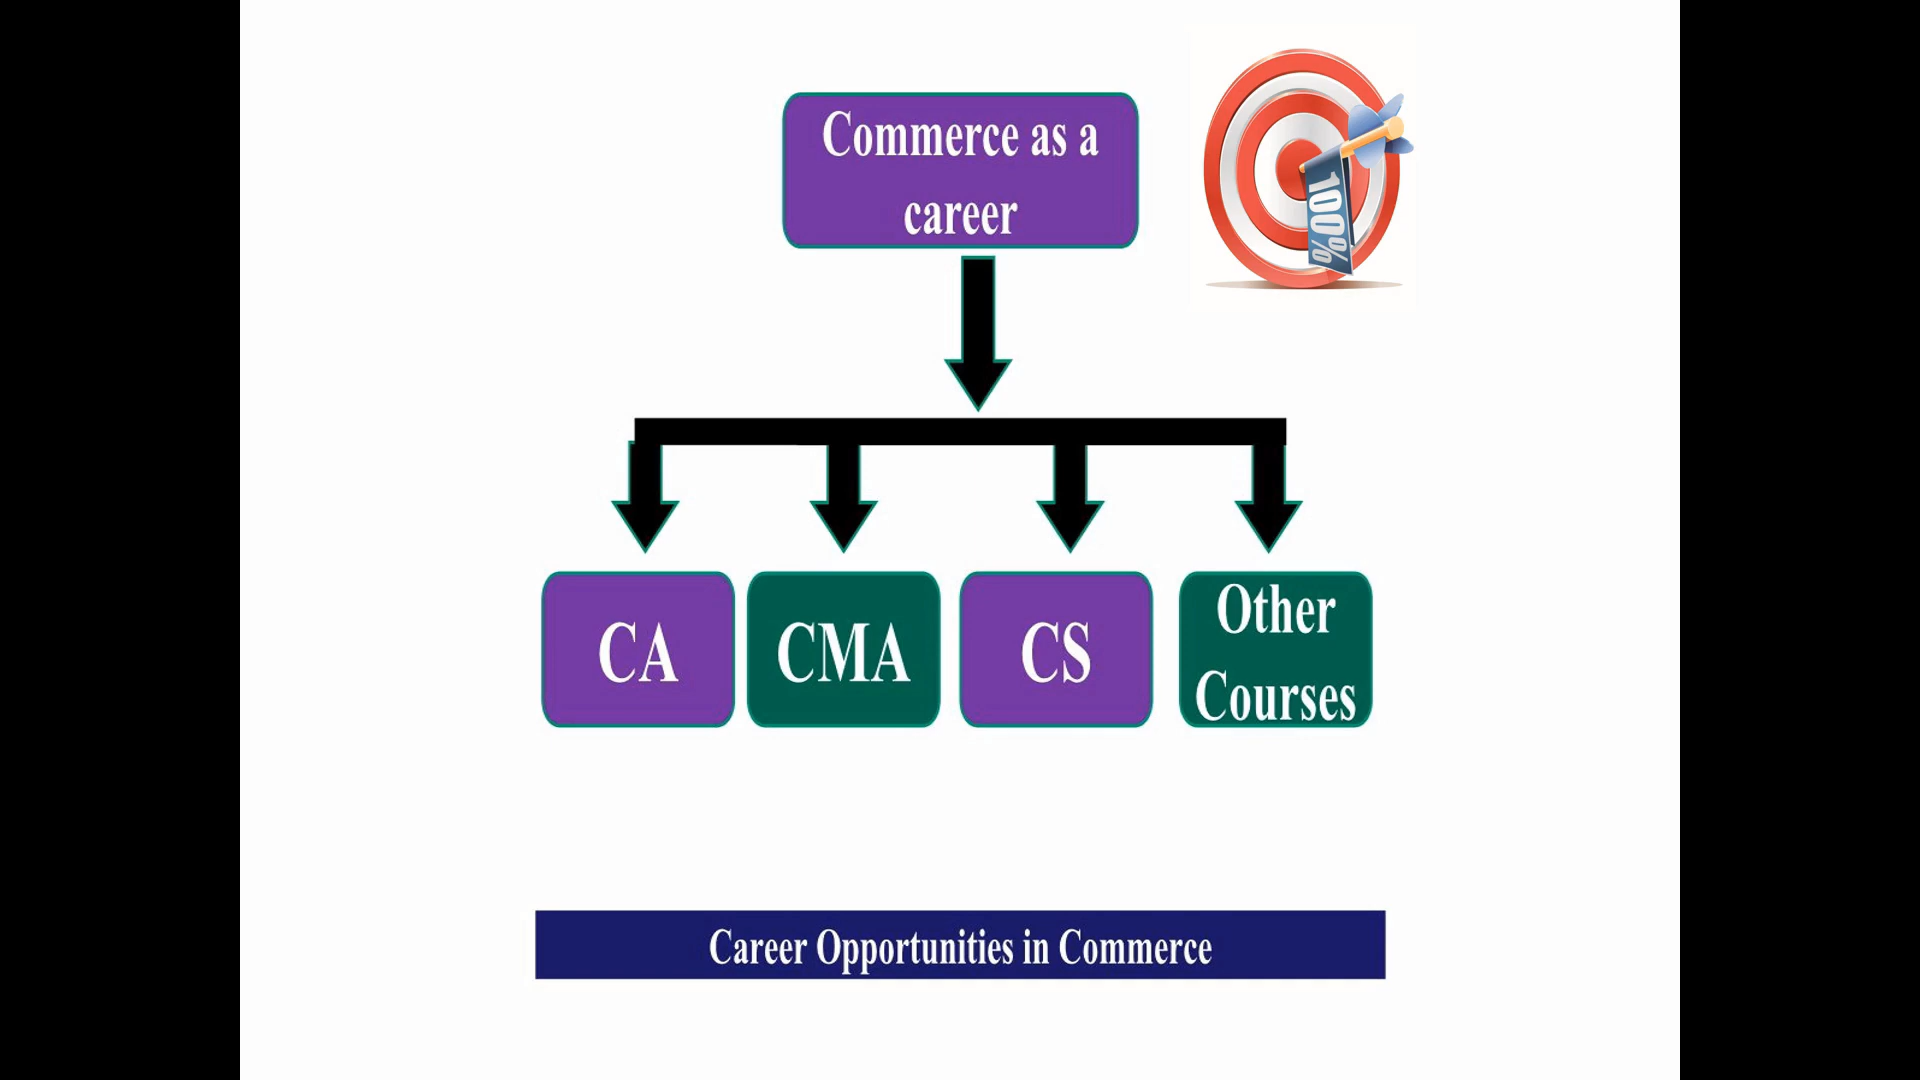 Commerce as a
career
100%
CA
CMA
CS
Other
Courses
Career Opportunities in Commerce